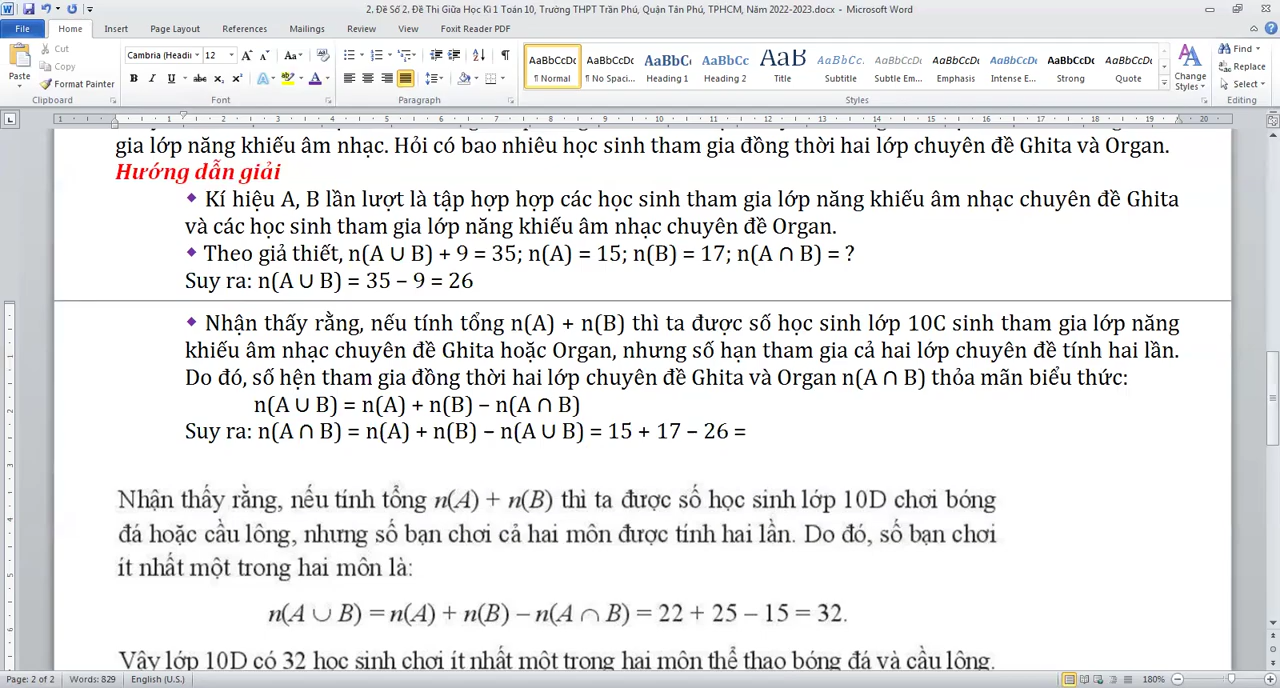 2. Đề Số 2. Đề Thi Giữa Học Kì 1 Toán 10, Trường THPT Trần Phú, Quận Tân Phú, TPHCM, Năm 2022-2023.docx - Microsoft Word
File Home Insert Page Layout References Mailings Review View Foxit Reader PDF
Paste Cut Copy Format Painter Clipboard
Cambria (Headi 12 Font
Paragraph
AaBbCcDc ¶ Normal
AaBbCcDc ¶ No Spaci...
AaBbC Heading 1
AaBbCc Heading 2
AaB Title
AaBbCc. Subtitle
AaBbCcDc Subtle Em...
AaBbCcDc Emphasis
AaBbCcDc Intense E...
AaBbCcDc Strong
AaBbCcDc Quote
Change Styles Styles
Find Replace Select Editing
gia lớp năng khiếu âm nhạc. Hỏi có bao nhiêu học sinh tham gia đồng thời hai lớp chuyên đề Ghita và Organ.
Hướng dẫn giải
Kí hiệu A, B lần lượt là tập hợp hợp các học sinh tham gia lớp năng khiếu âm nhạc chuyên đề Ghita
và các học sinh tham gia lớp năng khiếu âm nhạc chuyên đề Organ.
Theo giả thiết, n(A ∪ B) + 9 = 35; n(A) = 15; n(B) = 17; n(A ∩ B) = ?
Suy ra: n(A ∪ B) = 35 – 9 = 26
Nhận thấy rằng, nếu tính tổng n(A) + n(B) thì ta được số học sinh lớp 10C sinh tham gia lớp năng
khiếu âm nhạc chuyên đề Ghita hoặc Organ, nhưng số hạn tham gia cả hai lớp chuyên đề tính hai lần.
Do đó, số hện tham gia đồng thời hai lớp chuyên đề Ghita và Organ n(A ∩ B) thỏa mãn biểu thức:
n(A ∪ B) = n(A) + n(B) – n(A ∩ B)
Suy ra: n(A ∩ B) = n(A) + n(B) – n(A ∪ B) = 15 + 17 – 26 =
Nhận thấy rằng, nếu tính tổng n(A) + n(B) thì ta được số học sinh lớp 10D chơi bóng
đá hoặc cầu lông, nhưng số bạn chơi cả hai môn được tính hai lần. Do đó, số bạn chơi
ít nhất một trong hai môn là:
n(A ∪ B) = n(A) + n(B) – n(A ∩ B) = 22 + 25 – 15 = 32.
Vậy lớp 10D có 32 học sinh chơi ít nhất một trong hai môn thể thao bóng đá và cầu lông.
Page: 2 of 2 Words: 829 English (U.S.) 180%